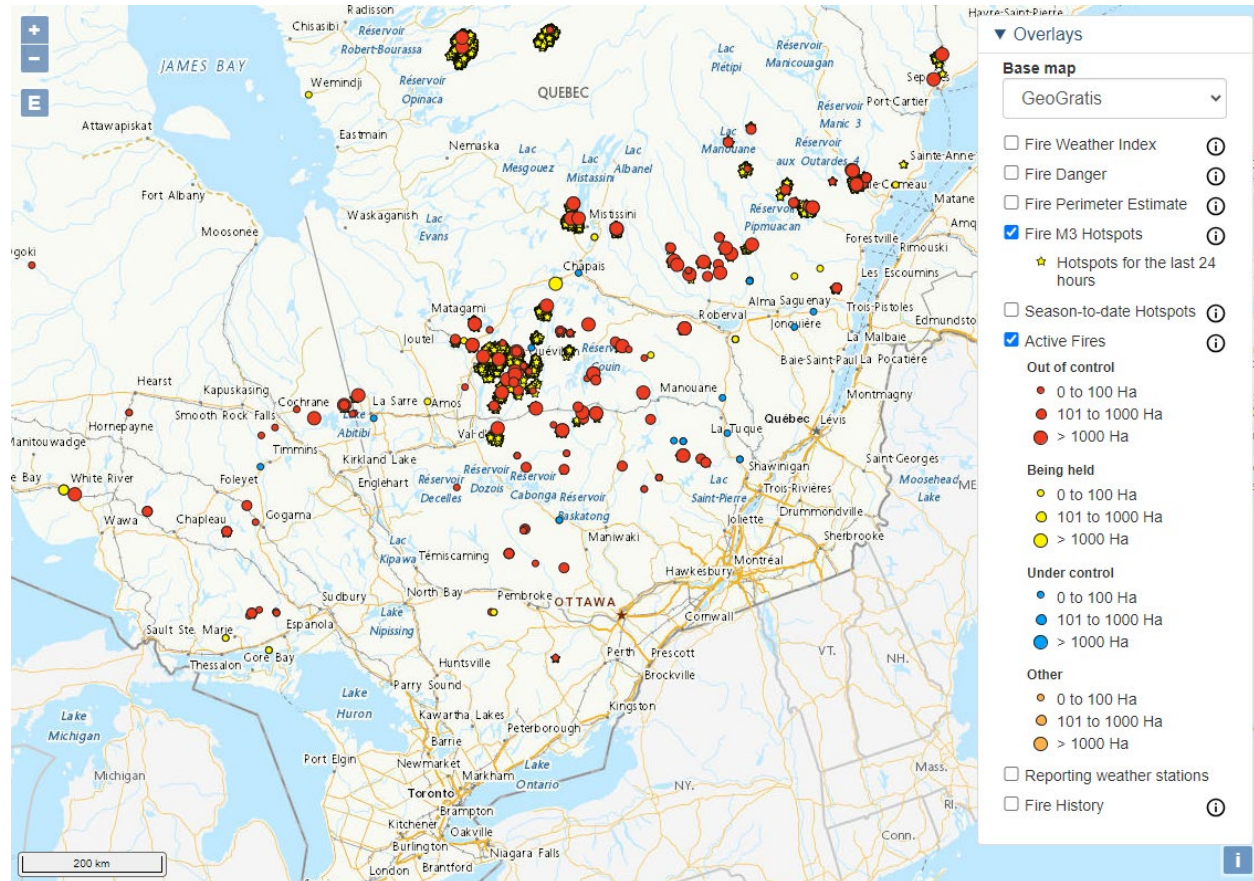 Radisson
Havre-Saint-Pierre
Chisasibi
Réservoir
Robert-Bourassa
JAMES BAY
Wemindji
Réservoir
Opinaca
QUEBEC
Lac
Plétipi
Réservoir
Manicouagan
Port-Cartier
Réservoir
Manic 3
Attawapiskat
Eastmain
Nemaska
Lac
Mesgouez
Lac
Mistassini
Lac
Albanel
Lac
Manouane
Réservoir
aux Outardes 4
Sainte-Anne
Fort Albany
Waskaganish
Lac
Evans
Mistissini
Réservoir
Pipmuacan
Matane
Moosonee
Chapais
Forestville
Rimouski
Les Escoumins
Matagami
Alma
Saguenay
Trois-Pistoles
Roberval
Jonquière
Edmundsto
Joutel
La Malbaie
Baie-Saint-Paul
La Pocatière
Hearst
Kapuskasing
Cochrane
La Sarre
Amos
Manouane
Montmagny
Smooth Rock Falls
Hornepayne
Lake
Abitibi
Québec
Lévis
Manitouwadge
Timmins
La Tuque
Kirkland Lake
Saint-Georges
White River
Foleyet
Englehart
Réservoir
Decelles
Réservoir
Dozois
Réservoir
Cabonga
Réservoir
Baskatong
Lac
Saint-Pierre
Shawinigan
Trois-Rivières
Moosehead
Lake
ME
Wawa
Chapleau
Gogama
Drummondville
Joliette
Sherbrooke
Lac
Kipawa
Témiscaming
Maniwaki
Montréal
Hawkesbury
Sudbury
North Bay
Pembroke
OTTAWA
Cornwall
Sault Ste. Marie
Espanola
Lake
Nipissing
Thessalon
Gore Bay
Huntsville
Perth
Prescott
Brockville
VT.
NH.
Parry Sound
Lake
Huron
Kingston
Kawartha Lakes
Peterborough
Lake
Michigan
Barrie
Port Elgin
Newmarket
Markham
Lake
Ontario
Michigan
Toronto
NY.
Mass.
Brampton
RI.
Kitchener
Oakville
Burlington
Niagara Falls
Conn.
London
Brantford
200 km
+
−
E
▼ Overlays
Base map
GeoGratis
Fire Weather Index
Fire Danger
Fire Perimeter Estimate
Fire M3 Hotspots
Hotspots for the last 24
hours
Season-to-date Hotspots
Active Fires
Out of control
0 to 100 Ha
101 to 1000 Ha
> 1000 Ha
Being held
0 to 100 Ha
101 to 1000 Ha
> 1000 Ha
Under control
0 to 100 Ha
101 to 1000 Ha
> 1000 Ha
Other
0 to 100 Ha
101 to 1000 Ha
> 1000 Ha
Reporting weather stations
Fire History
i